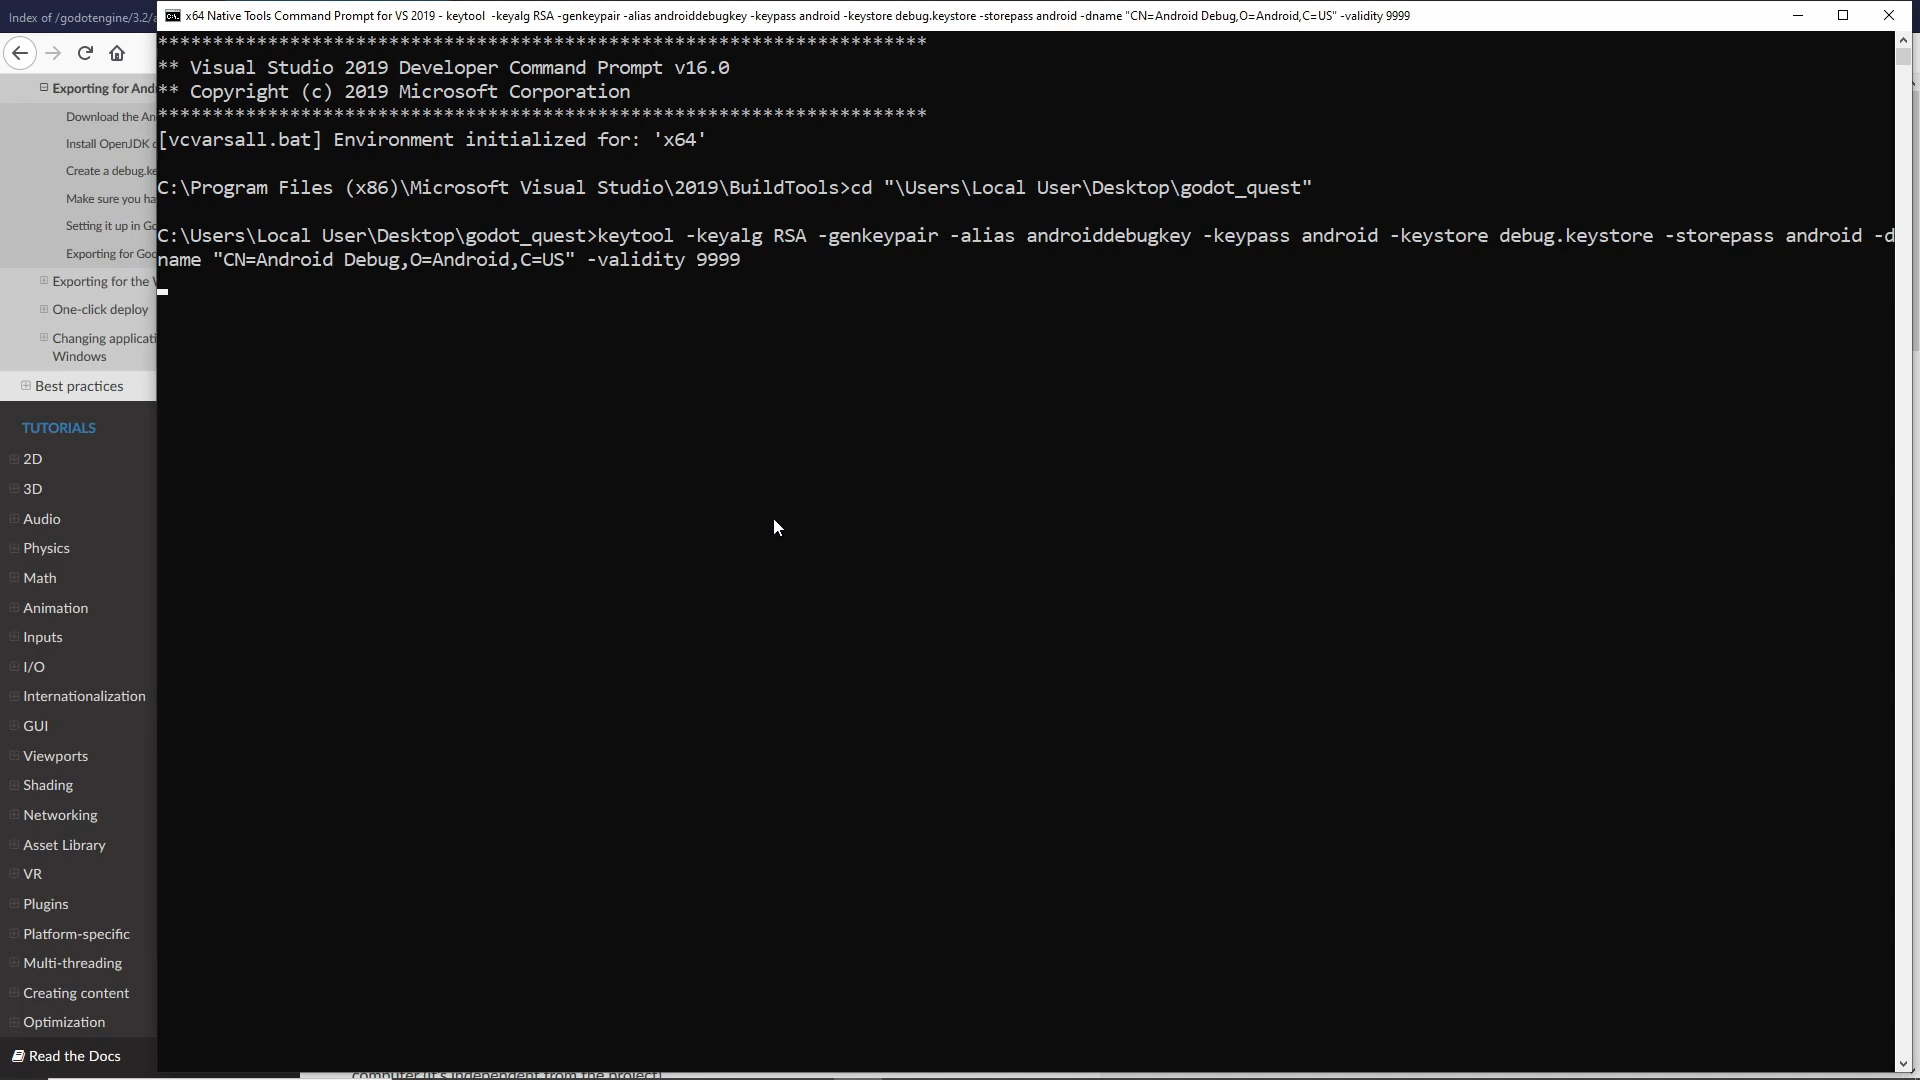 Index of /godotengine/3.2/
x64 Native Tools Command Prompt for VS 2019 - keytool -keyalg RSA -genkeypair -alias androiddebugkey -keypass android -keystore debug.keystore -storepass android -dname "CN=Android Debug,O=Android,C=US" -validity 9999
**********************************************************************
** Visual Studio 2019 Developer Command Prompt v16.0
** Copyright (c) 2019 Microsoft Corporation
**********************************************************************
[vcvarsall.bat] Environment initialized for: 'x64'
C:\Program Files (x86)\Microsoft Visual Studio\2019\BuildTools>cd "\Users\Local User\Desktop\godot_quest"
C:\Users\Local User\Desktop\godot_quest>keytool -keyalg RSA -genkeypair -alias androiddebugkey -keypass android -keystore debug.keystore -storepass android -d
name "CN=Android Debug,O=Android,C=US" -validity 9999
Exporting for And
Download the An
Install OpenJDK
Create a debug.ke
Make sure you ha
Setting it up in Go
Exporting for Goo
Exporting for the
One-click deploy
Changing applicati
Windows
Best practices
TUTORIALS
2D
3D
Audio
Physics
Math
Animation
Inputs
I/O
Internationalization
GUI
Viewports
Shading
Networking
Asset Library
VR
Plugins
Platform-specific
Multi-threading
Creating content
Optimization
Read the Docs
computer (it's independent from the project)